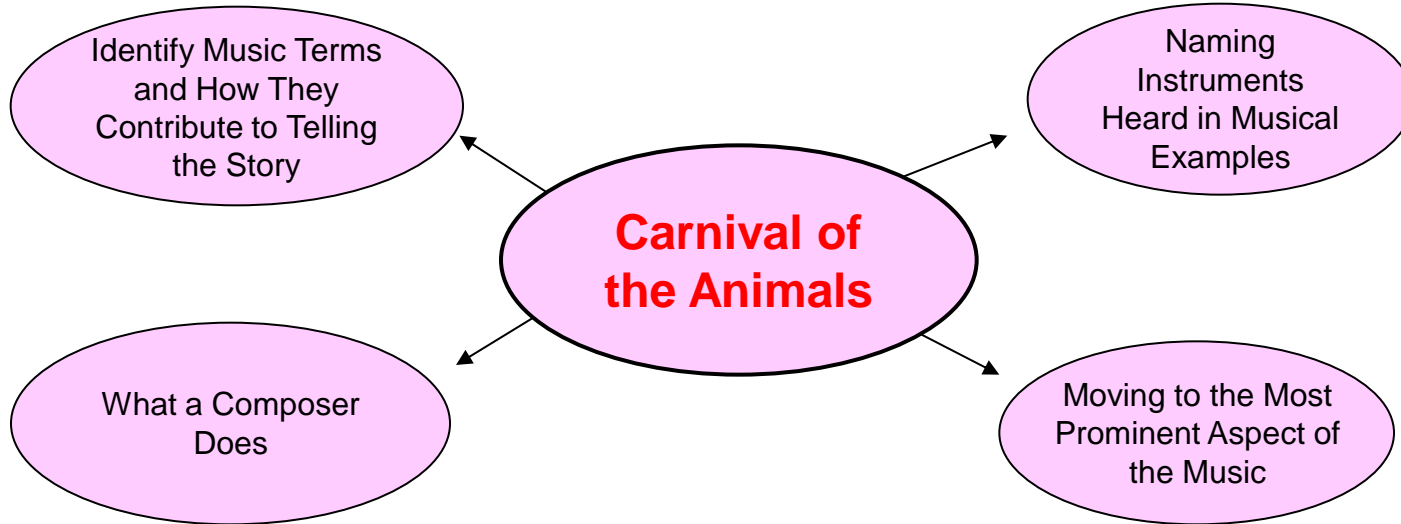 Identify Music Terms
and How They
Contribute to Telling
the Story
Naming
Instruments
Heard in Musical
Examples
Carnival of
the Animals
What a Composer
Does
Moving to the Most
Prominent Aspect of
the Music